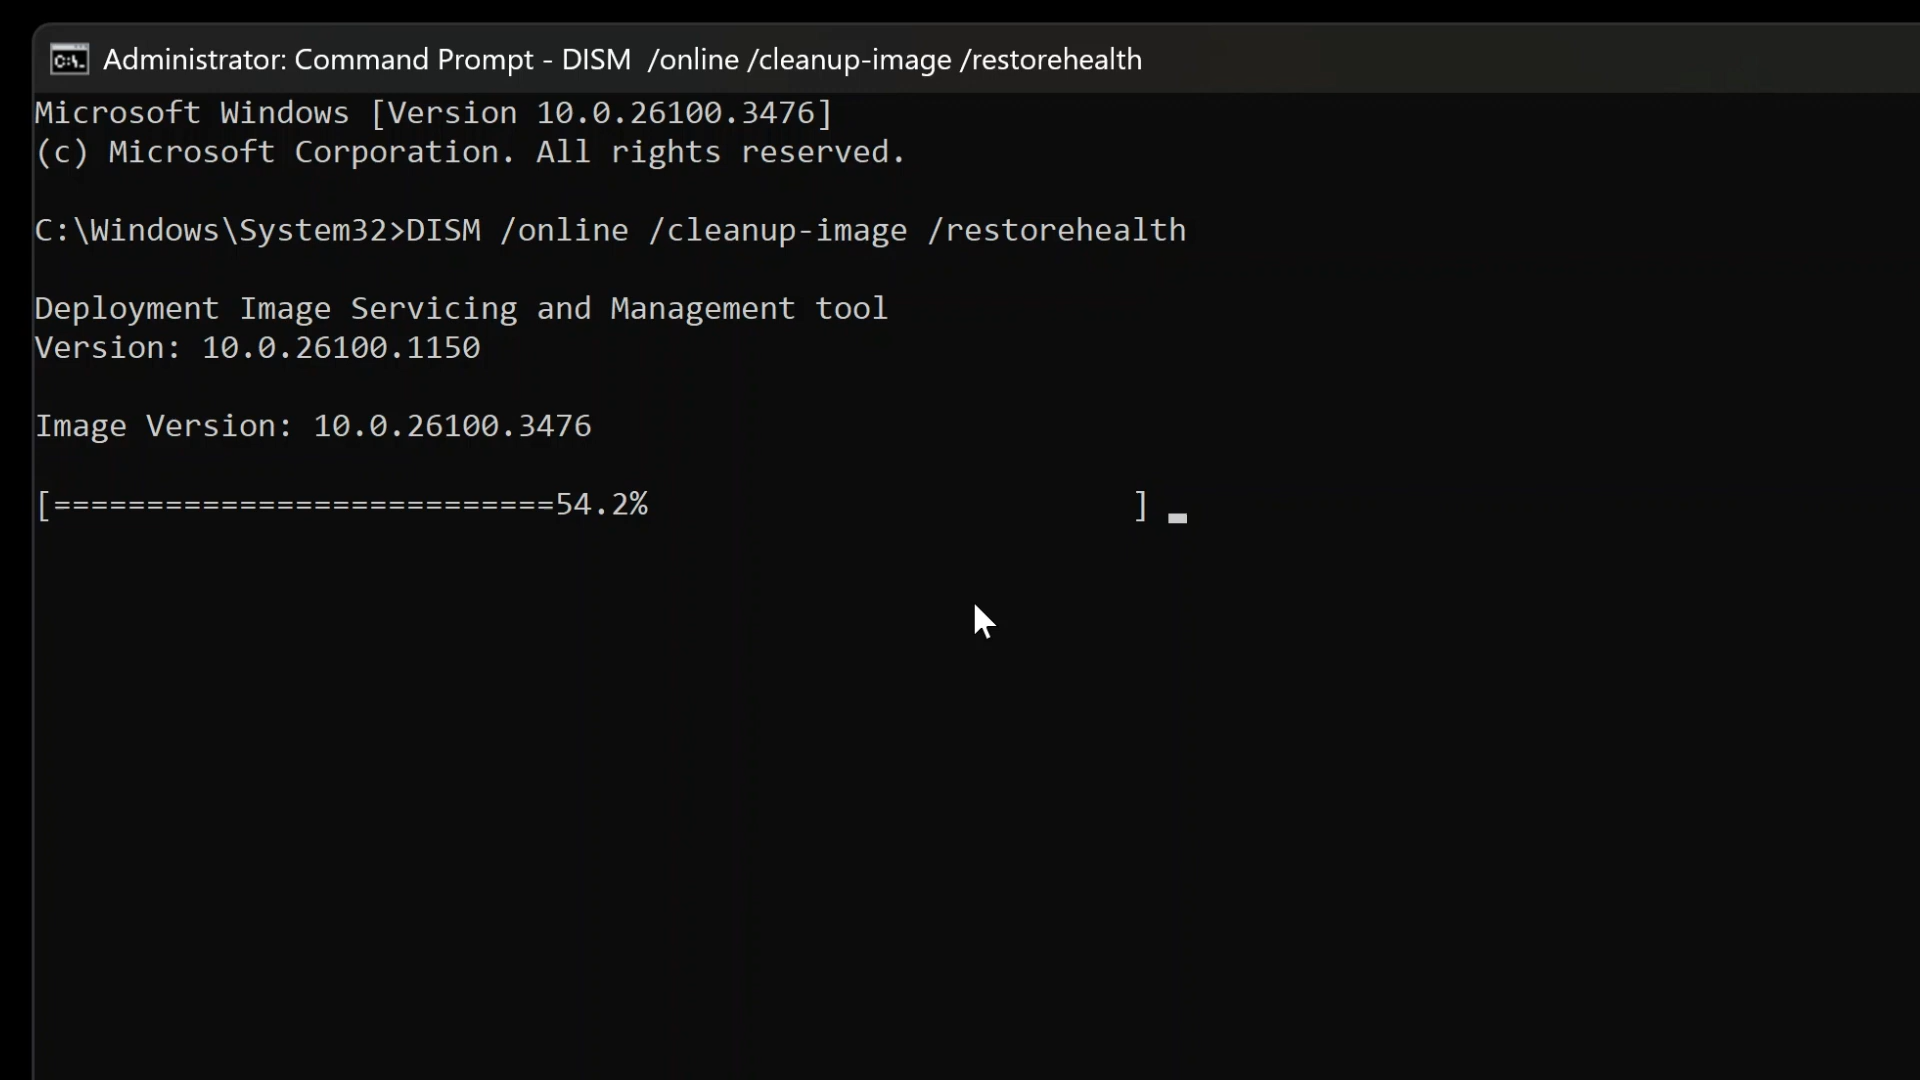 Administrator: Command Prompt - DISM  /online /cleanup-image /restorehealth
Microsoft Windows [Version 10.0.26100.3476]
(c) Microsoft Corporation. All rights reserved.
C:\Windows\System32>DISM /online /cleanup-image /restorehealth
Deployment Image Servicing and Management tool
Version: 10.0.26100.1150
Image Version: 10.0.26100.3476
[===========================54.2%                          ]